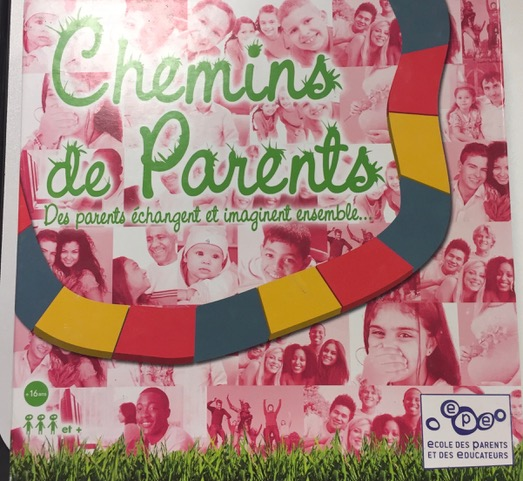 Chemins
de Parents
Des parents échangent et imaginent ensemble...
+ 16 ans
et +
epe
ECOLE DES PARENTS
ET DES EDUCATEURS